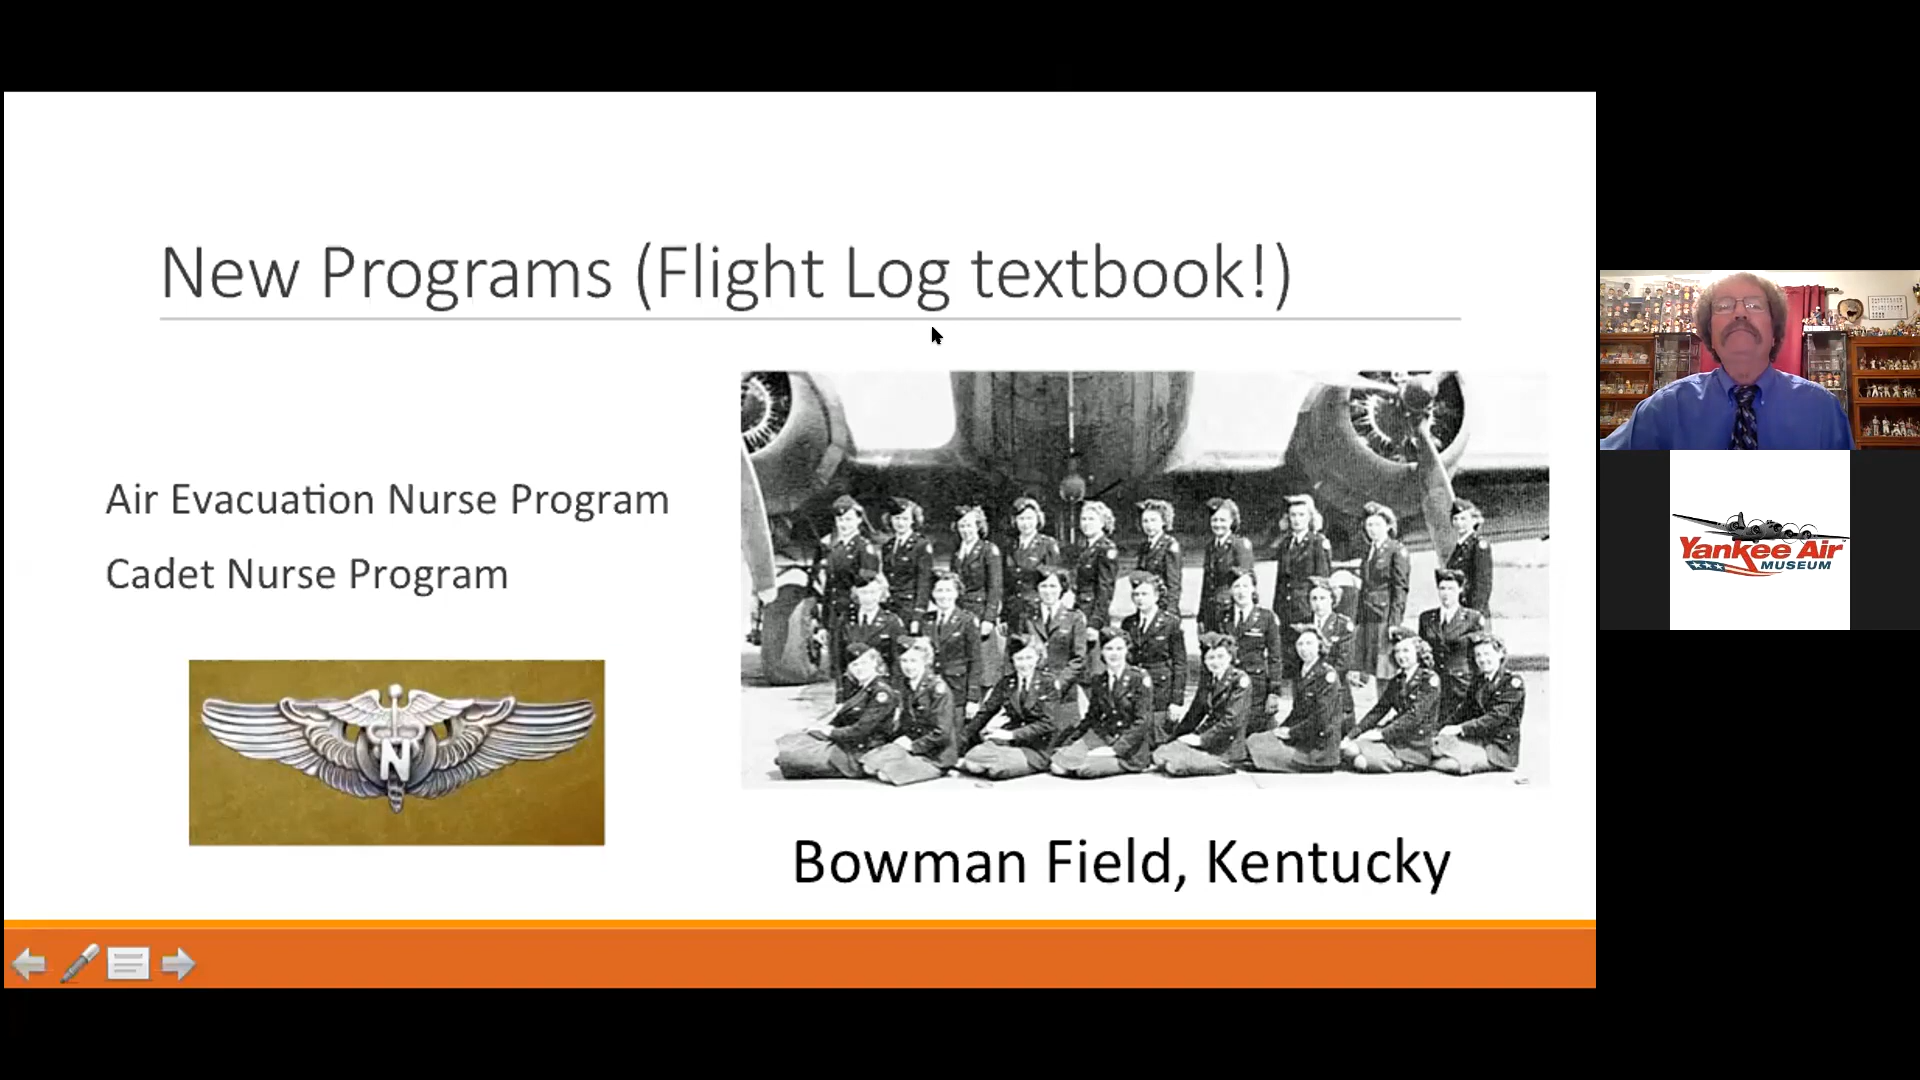 New Programs (Flight Log textbook!)
Air Evacuation Nurse Program
Cadet Nurse Program
N
Bowman Field, Kentucky
Yankee Air
MUSEUM